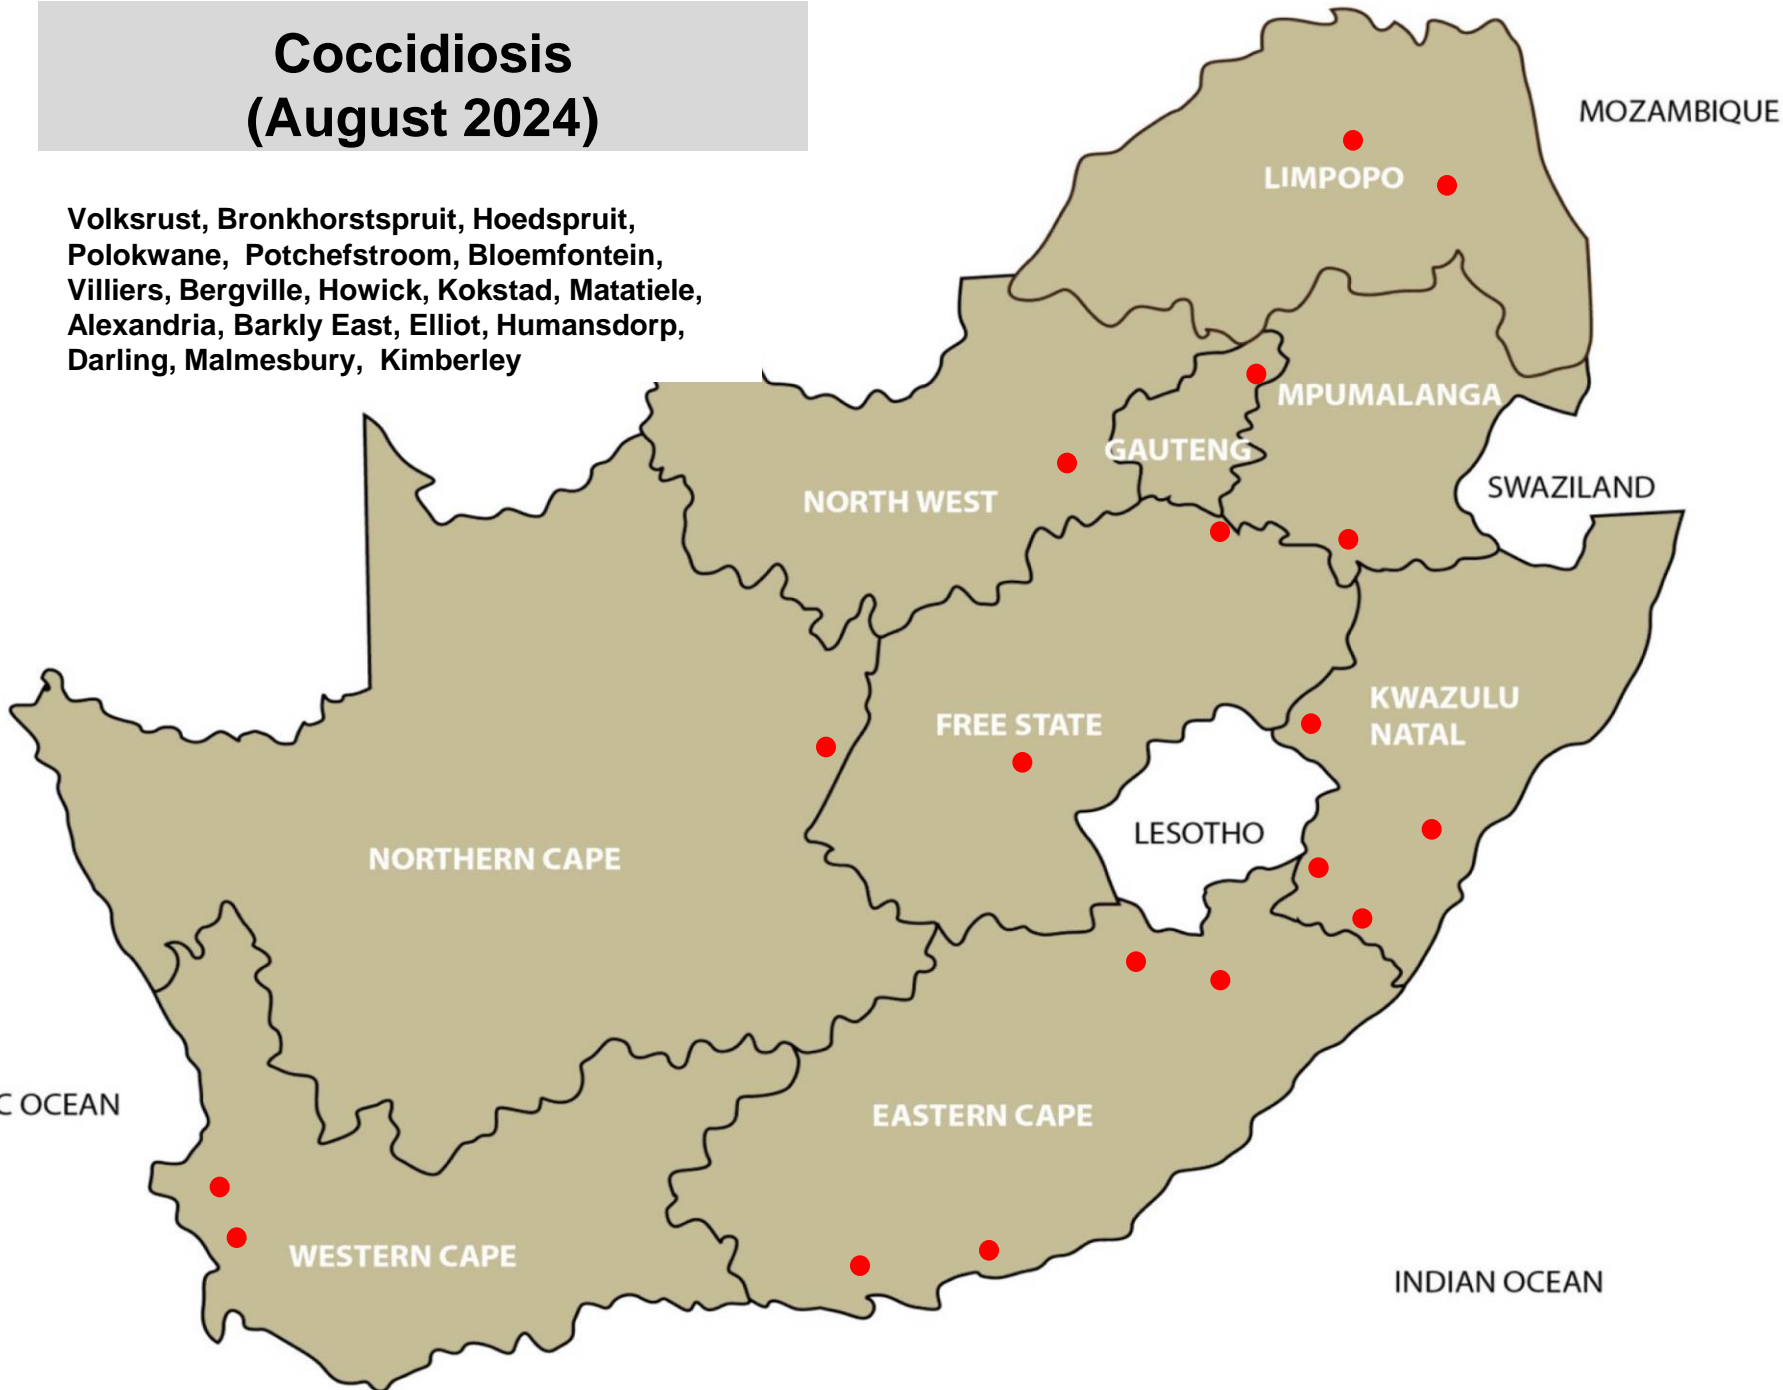 Coccidiosis
(August 2024)
Volksrust, Bronkhorstspruit, Hoedspruit,
Polokwane, Potchefstroom, Bloemfontein,
Villiers, Bergville, Howick, Kokstad, Matatiele,
Alexandria, Barkly East, Elliot, Humansdorp,
Darling, Malmesbury, Kimberley
MOZAMBIQUE
LIMPOPO
MPUMALANGA
GAUTENG
SWAZILAND
NORTH WEST
KWAZULU
NATAL
FREE STATE
LESOTHO
NORTHERN CAPE
C OCEAN
EASTERN CAPE
WESTERN CAPE
INDIAN OCEAN